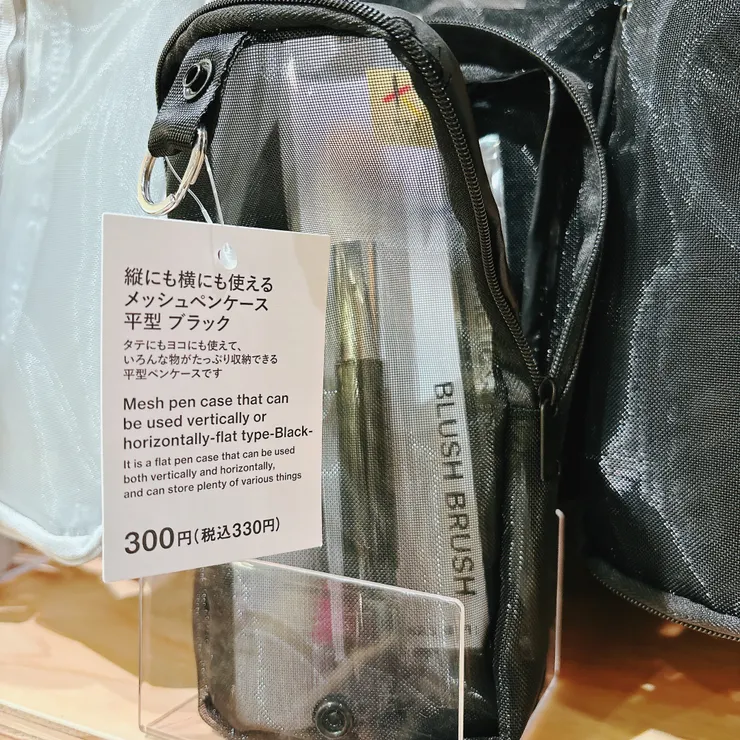 縦にも横にも使える
メッシュペンケース
平型 ブラック
タテにもヨコにも使えて、
いろんな物がたっぷり収納できる
平型ペンケースです
Mesh pen case that can
be used vertically or
horizontally-flat type-Black-
It is a flat pen case that can be used
both vertically and horizontally,
and can store plenty of various things
300円(税込330円)
BLUSH BRUSH